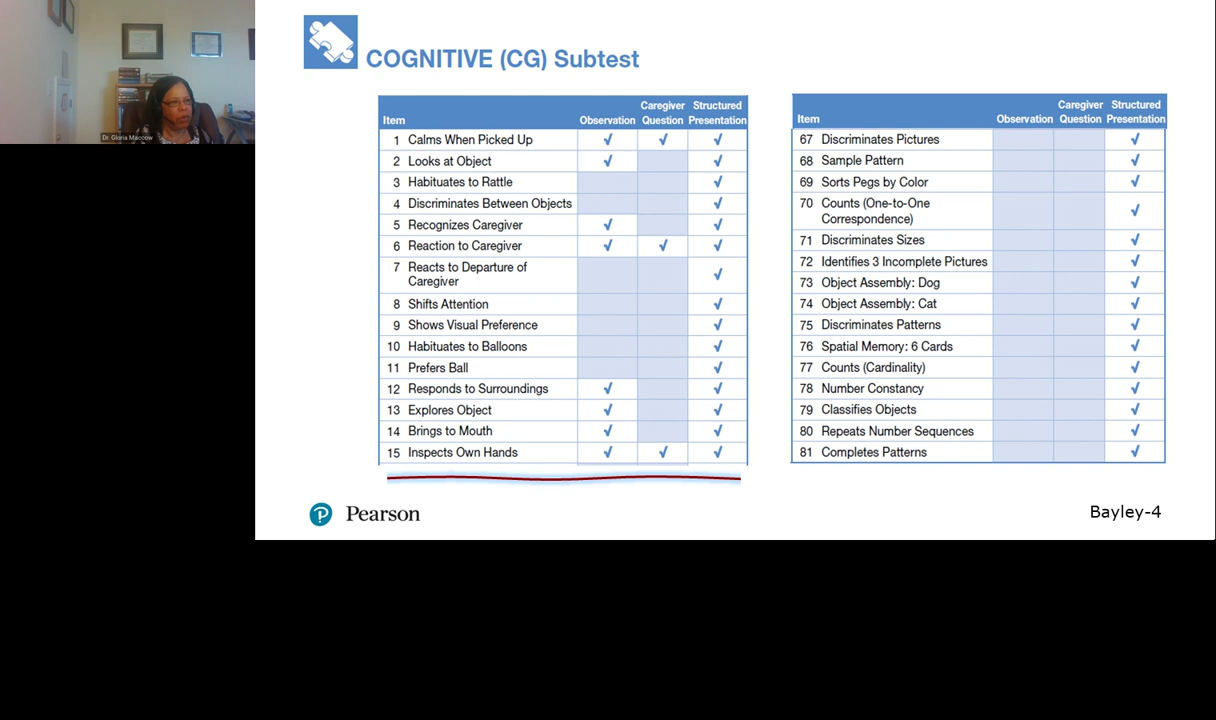 Dr. Gloria Maccow
COGNITIVE (CG) Subtest
Item Observation Caregiver Question Structured Presentation
1 Calms When Picked Up √ √ √
2 Looks at Object √ √
3 Habituates to Rattle √
4 Discriminates Between Objects √
5 Recognizes Caregiver √ √
6 Reaction to Caregiver √ √ √
7 Reacts to Departure of
Caregiver √
8 Shifts Attention √
9 Shows Visual Preference √
10 Habituates to Balloons √
11 Prefers Ball √
12 Responds to Surroundings √ √
13 Explores Object √ √
14 Brings to Mouth √ √
15 Inspects Own Hands √ √ √
Item Observation Caregiver Question Structured Presentation
67 Discriminates Pictures √
68 Sample Pattern √
69 Sorts Pegs by Color √
70 Counts (One-to-One
Correspondence) √
71 Discriminates Sizes √
72 Identifies 3 Incomplete Pictures √
73 Object Assembly: Dog √
74 Object Assembly: Cat √
75 Discriminates Patterns √
76 Spatial Memory: 6 Cards √
77 Counts (Cardinality) √
78 Number Constancy √
79 Classifies Objects √
80 Repeats Number Sequences √
81 Completes Patterns √
P Pearson
Bayley-4